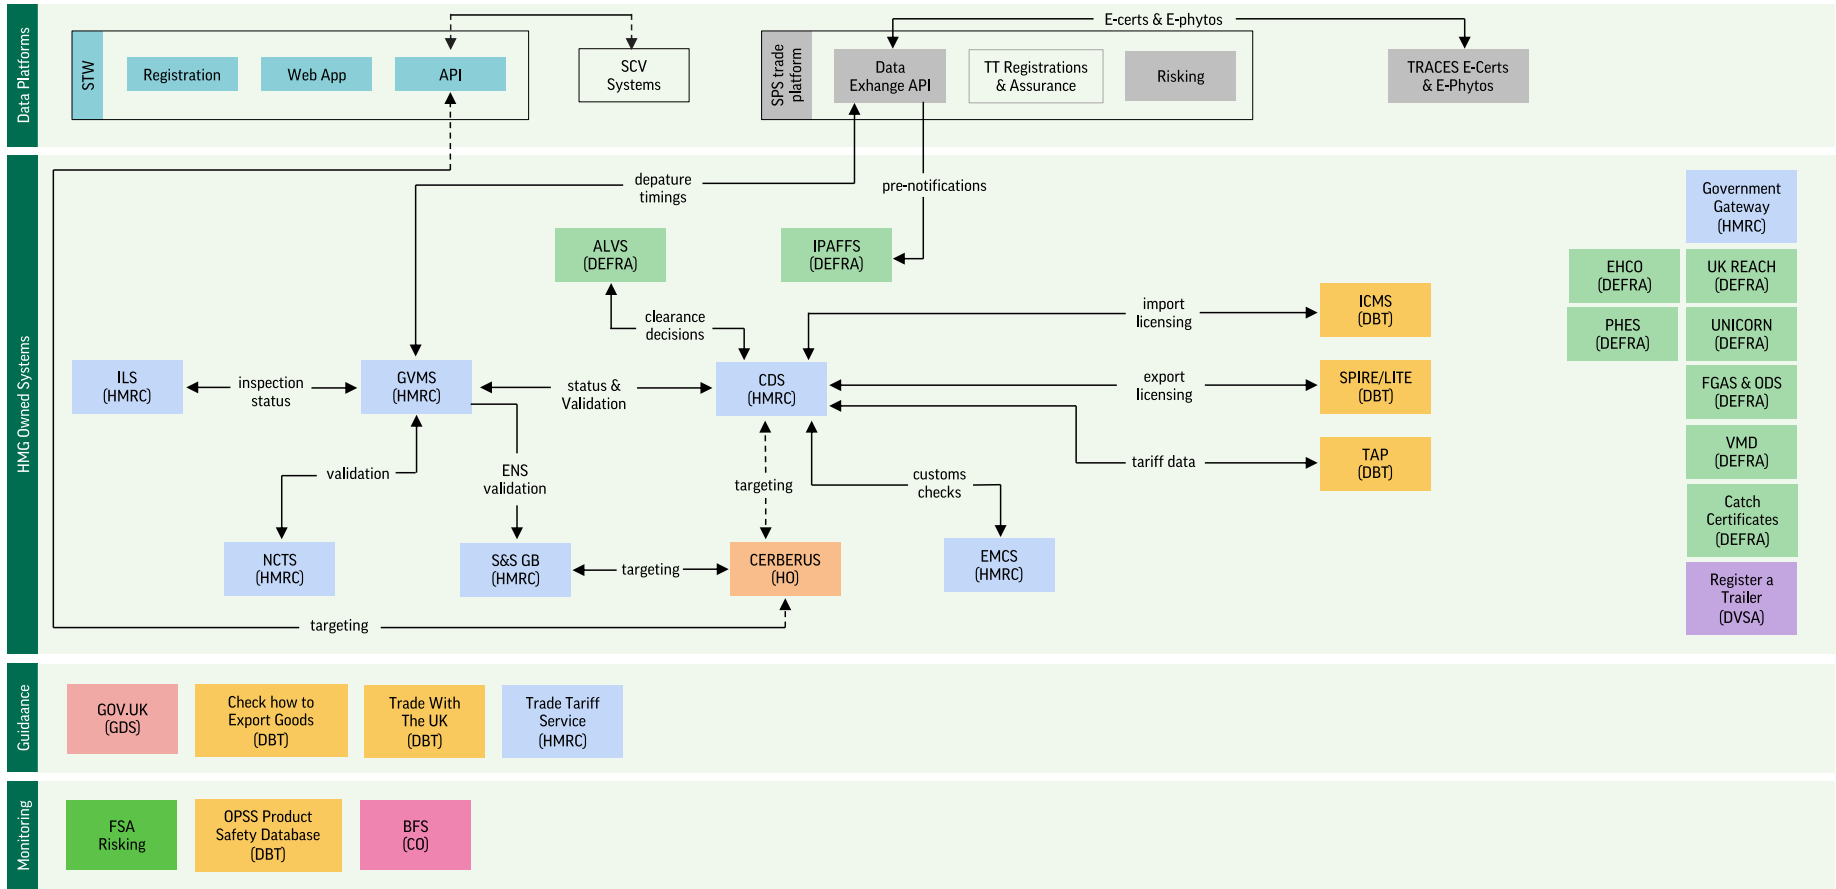 Data Platforms
STW
Registration
Web App
API
SCV
Systems
SPS trade
platform
Data
Exhange API
TT Registrations
& Assurance
Risking
E-certs & E-phytos
TRACES E-Certs
& E-Phytos
HMG Owned Systems
depature
timings
pre-notifications
Government
Gateway
(HMRC)
ALVS
(DEFRA)
IPAFFS
(DEFRA)
EHCO
(DEFRA)
UK REACH
(DEFRA)
clearance
decisions
import
licensing
ICMS
(DBT)
PHES
(DEFRA)
UNICORN
(DEFRA)
ILS
(HMRC)
inspection
status
GVMS
(HMRC)
status &
Validation
CDS
(HMRC)
export
licensing
SPIRE/LITE
(DBT)
FGAS & ODS
(DEFRA)
validation
ENS
validation
targeting
customs
checks
tariff data
TAP
(DBT)
VMD
(DEFRA)
Catch
Certificates
(DEFRA)
NCTS
(HMRC)
S&S GB
(HMRC)
targeting
CERBERUS
(HO)
EMCS
(HMRC)
Register a
Trailer
(DVSA)
targeting
Guidaance
GOV.UK
(GDS)
Check how to
Export Goods
(DBT)
Trade With
The UK
(DBT)
Trade Tariff
Service
(HMRC)
Monitoring
FSA
Risking
OPSS Product
Safety Database
(DBT)
BFS
(CO)